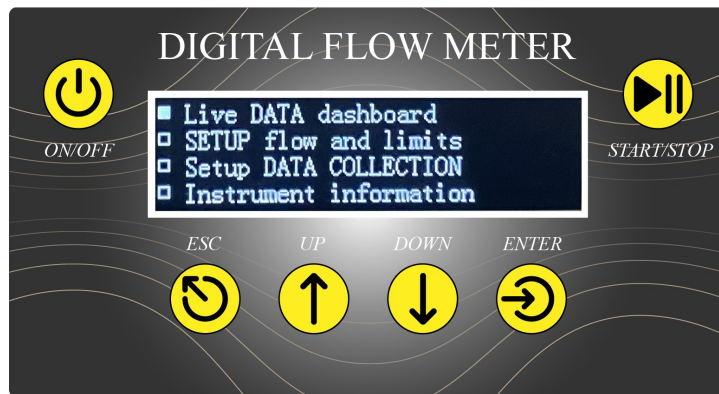 DIGITAL FLOW METER
ON/OFF
START/STOP
Live DATA dashboard
SETUP flow and limits
Setup DATA COLLECTION
Instrument information
ESC UP DOWN ENTER